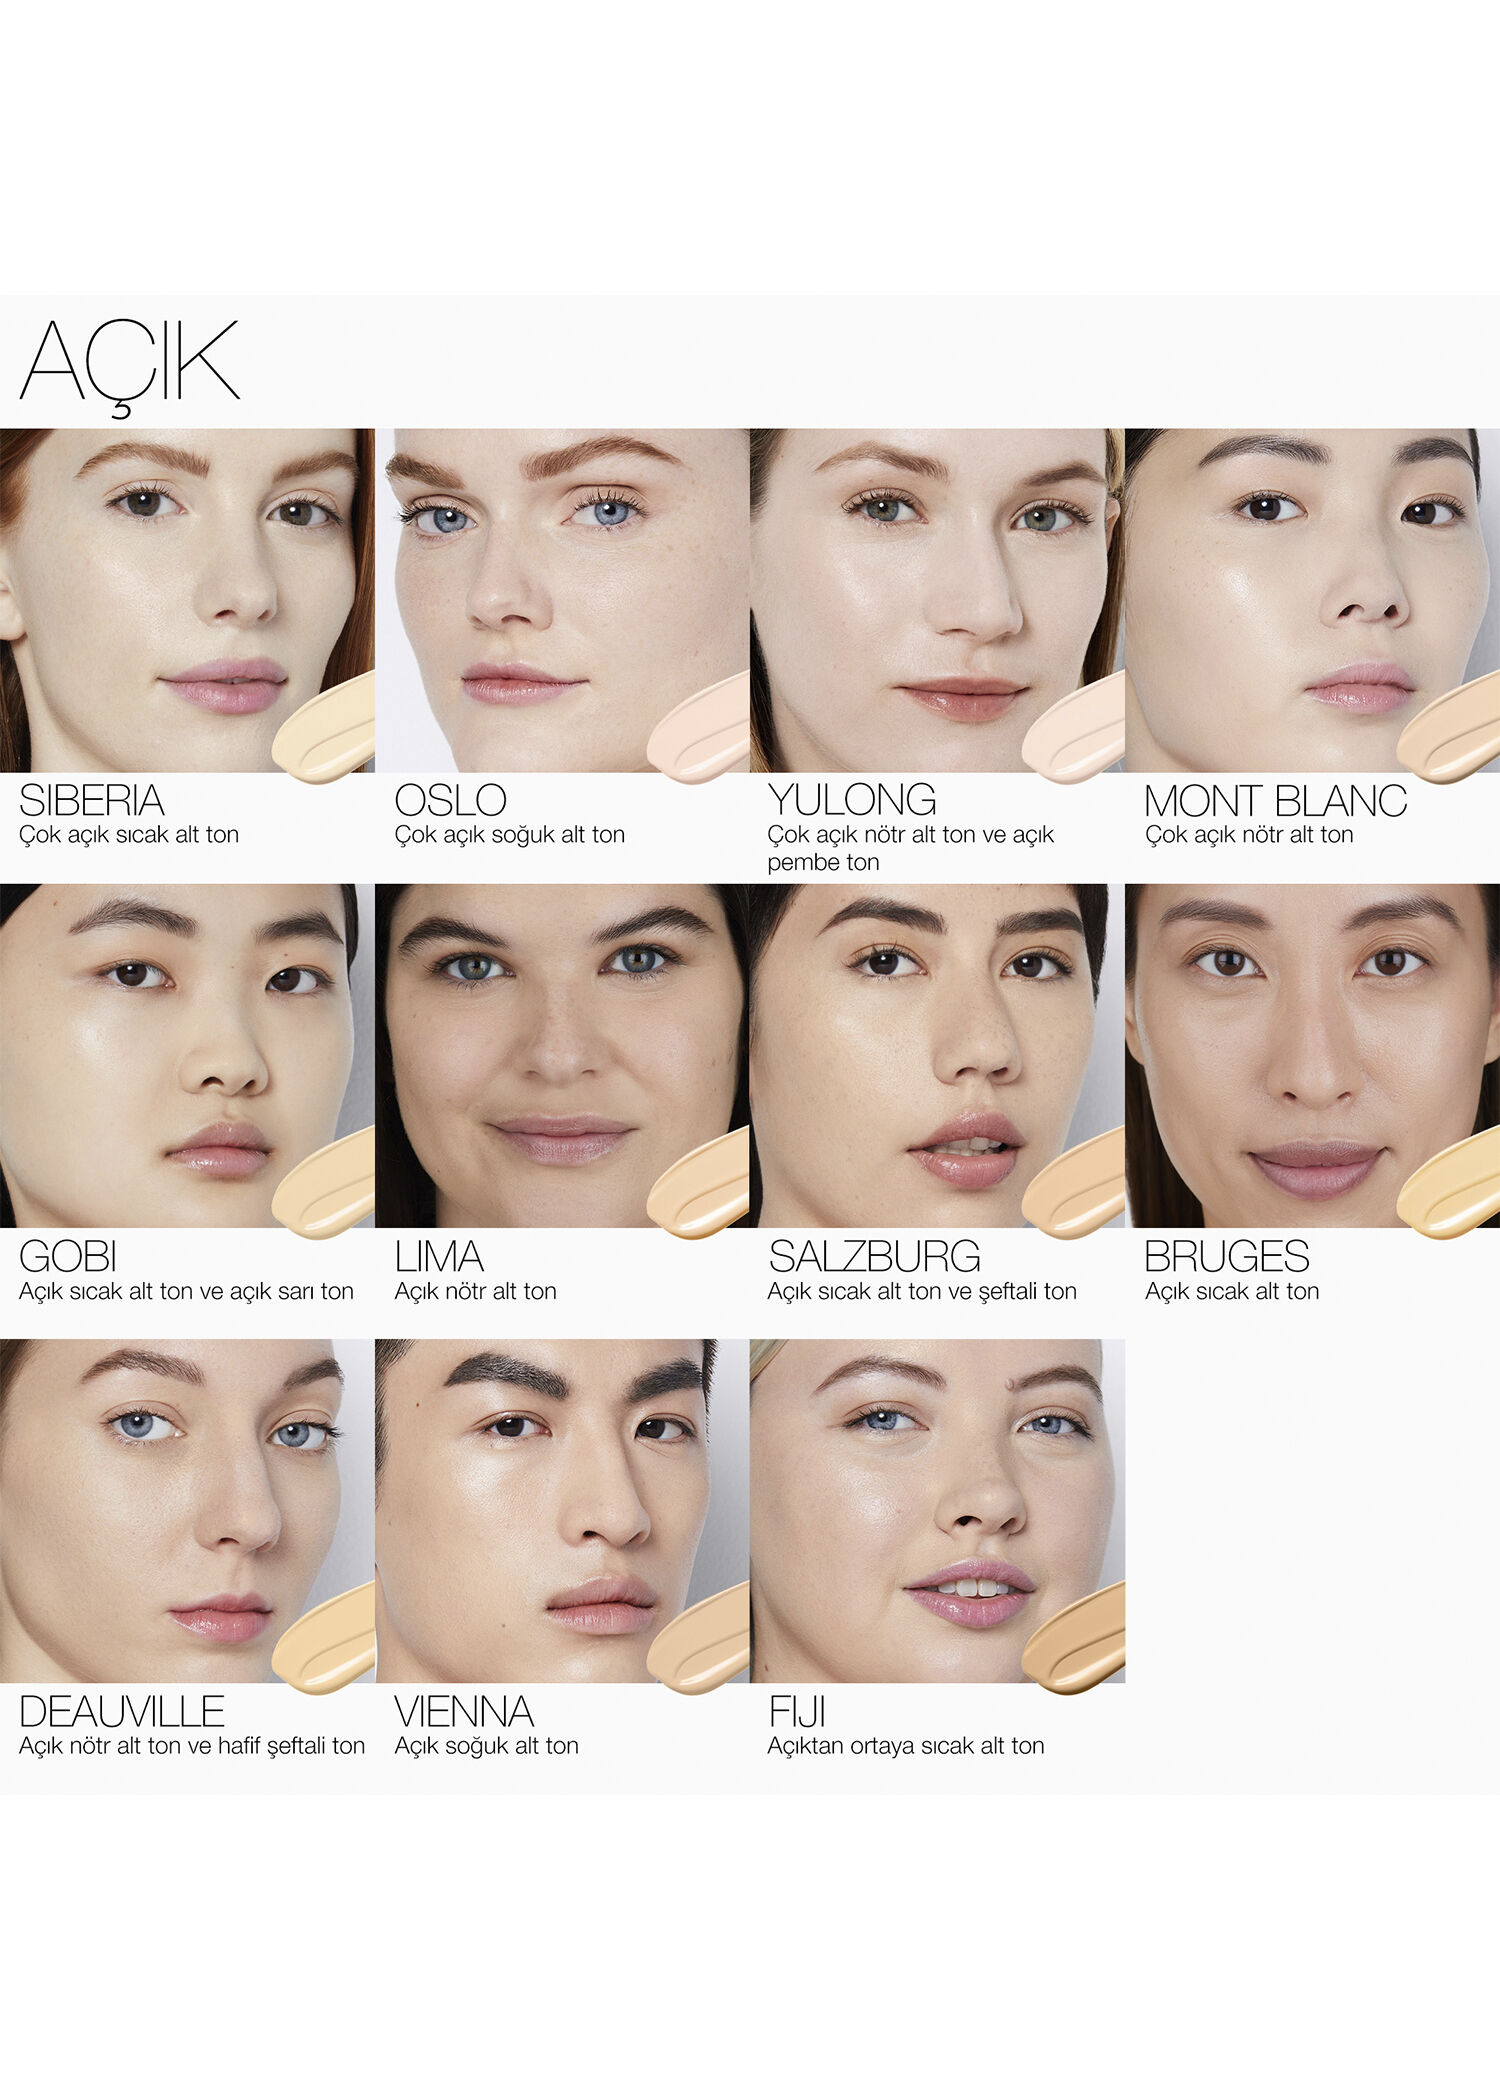 AÇIK
SIBERIA
Çok açık sıcak alt ton
OSLO
Çok açık soğuk alt ton
YULONG
Çok açık nötr alt ton ve açık
pembe ton
MONT BLANC
Çok açık nötr alt ton
GOBI
Açık sıcak alt ton ve açık sarı ton
LIMA
Açık nötr alt ton
SALZBURG
Açık sıcak alt ton ve şeftali ton
BRUGES
Açık sıcak alt ton
DEAUVILLE
Açık nötr alt ton ve hafif şeftali ton
VIENNA
Açık soğuk alt ton
FIJI
Açıktan ortaya sıcak alt ton